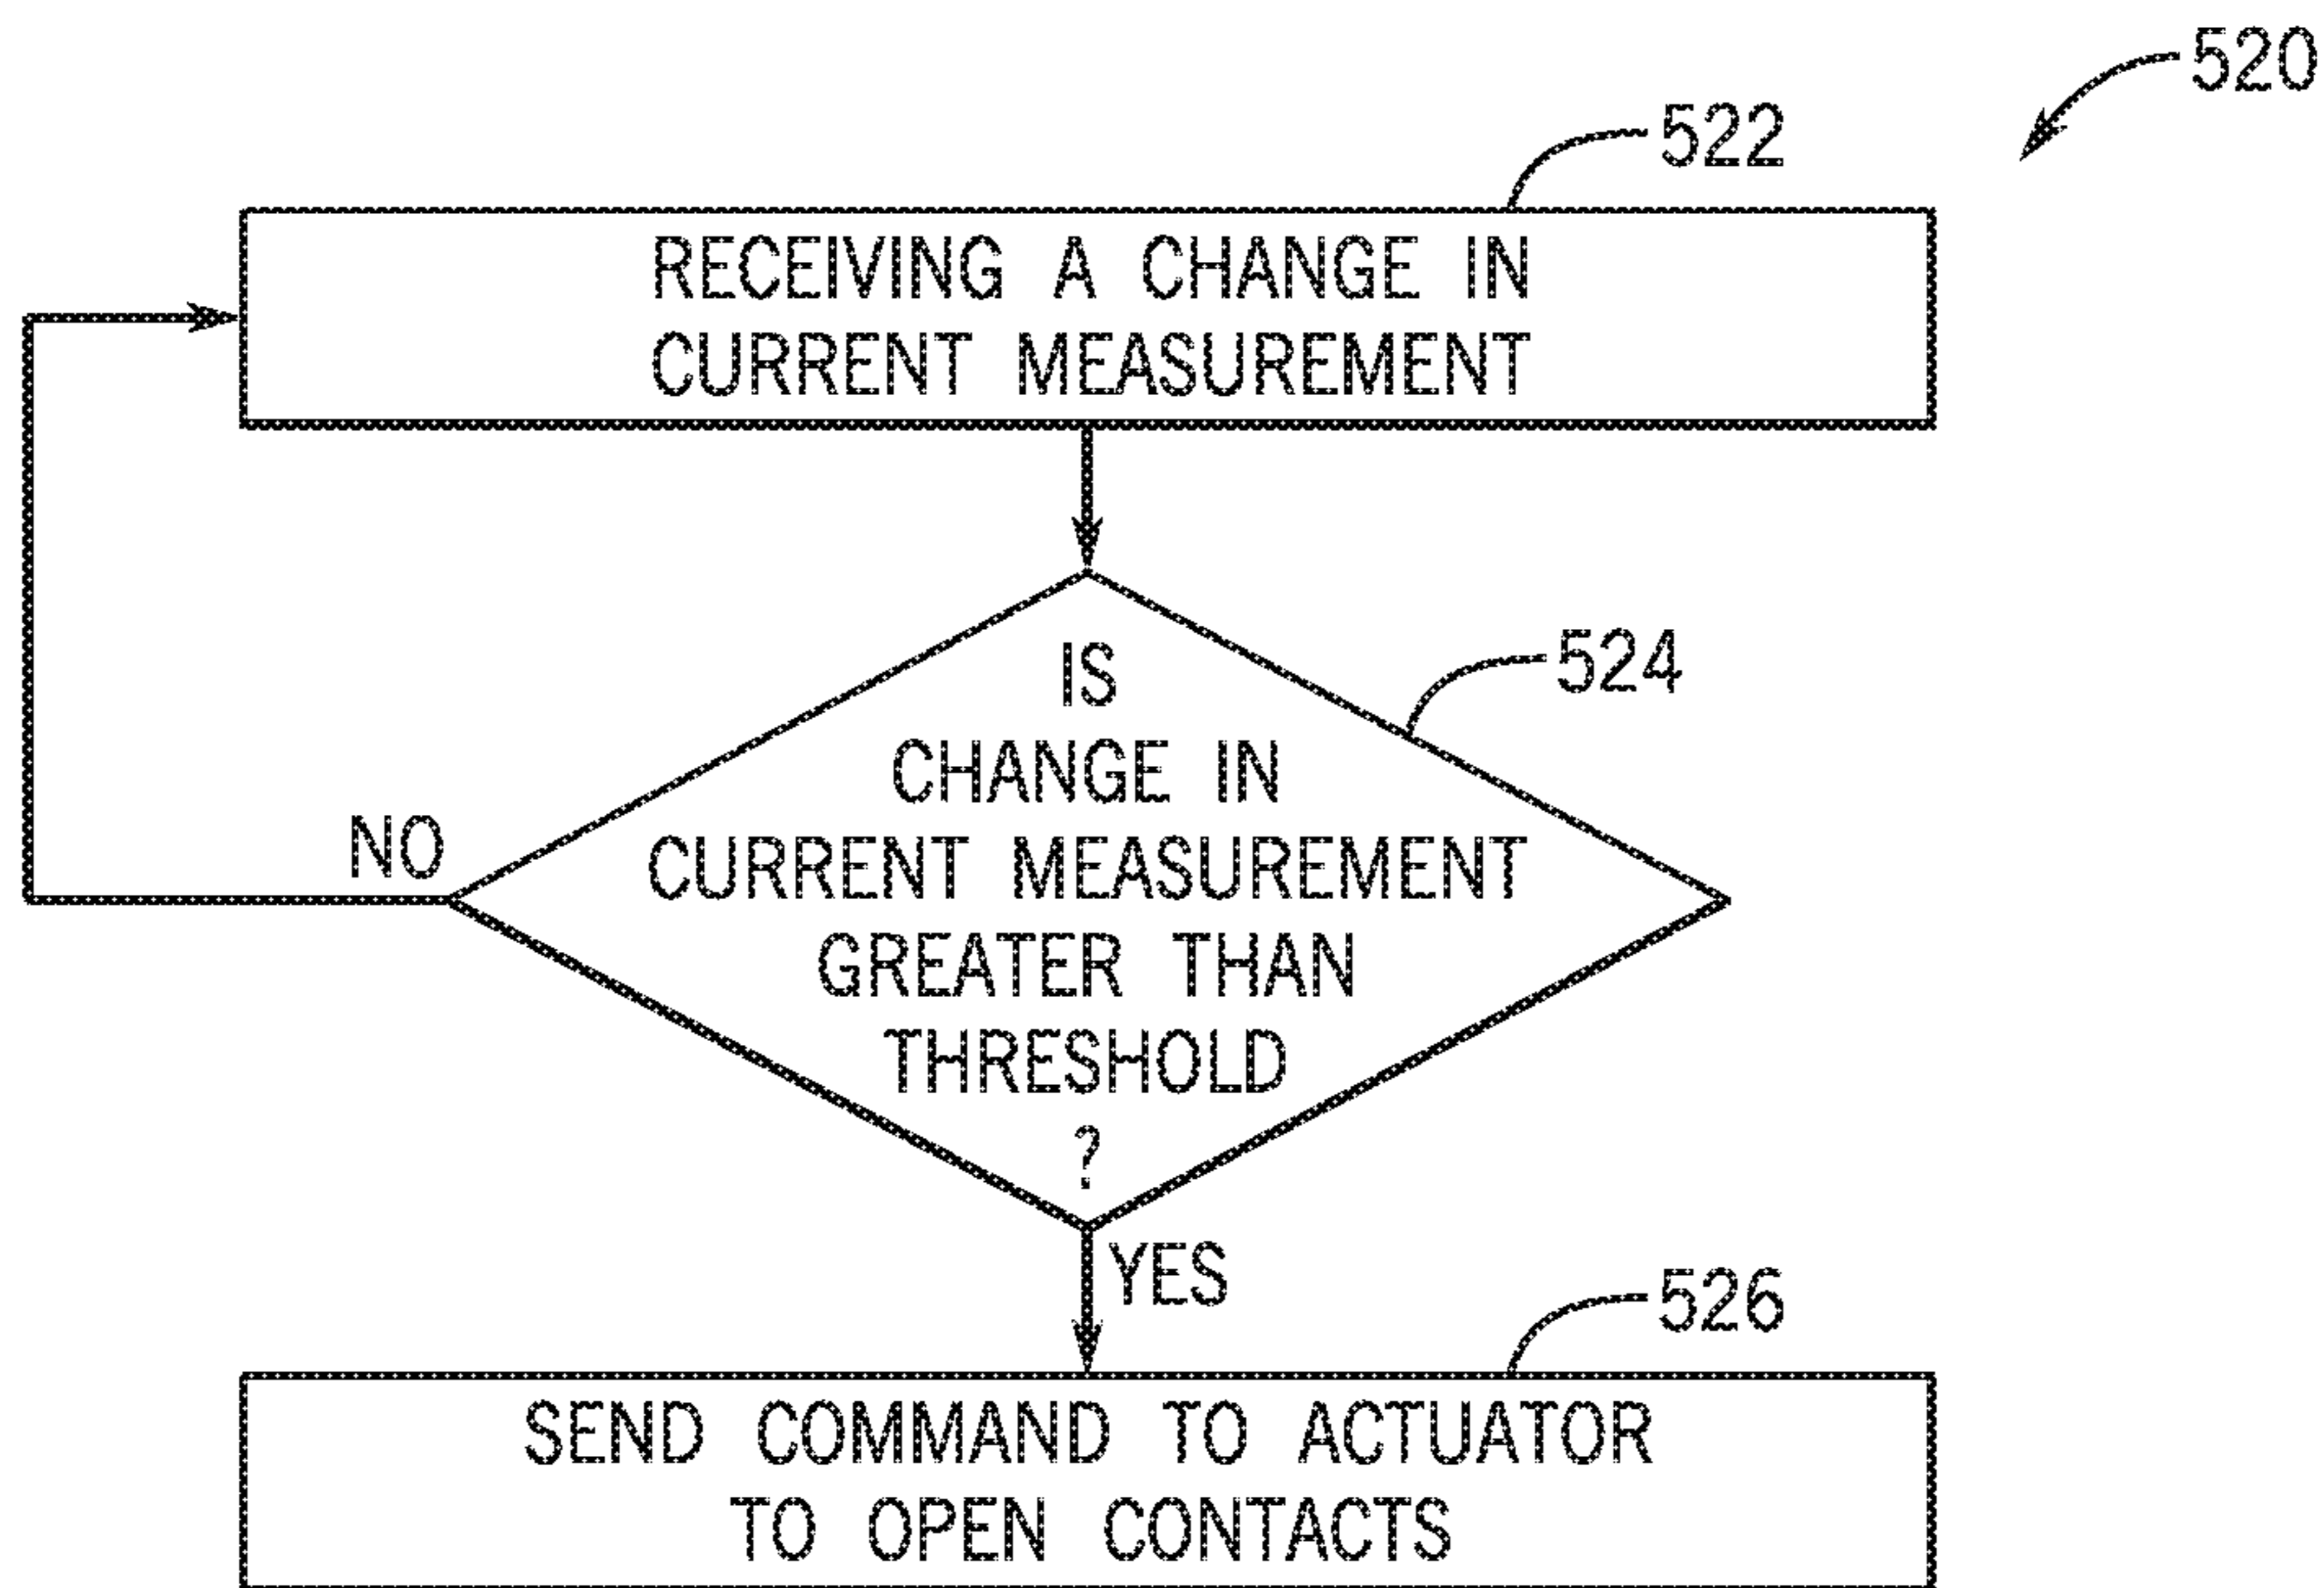 520
522
RECEIVING A CHANGE IN
CURRENT MEASUREMENT
IS
524
CHANGE IN
NO
CURRENT MEASUREMENT
GREATER THAN
THRESHOLD
?
YES
526
SEND COMMAND TO ACTUATOR
TO OPEN CONTACTS